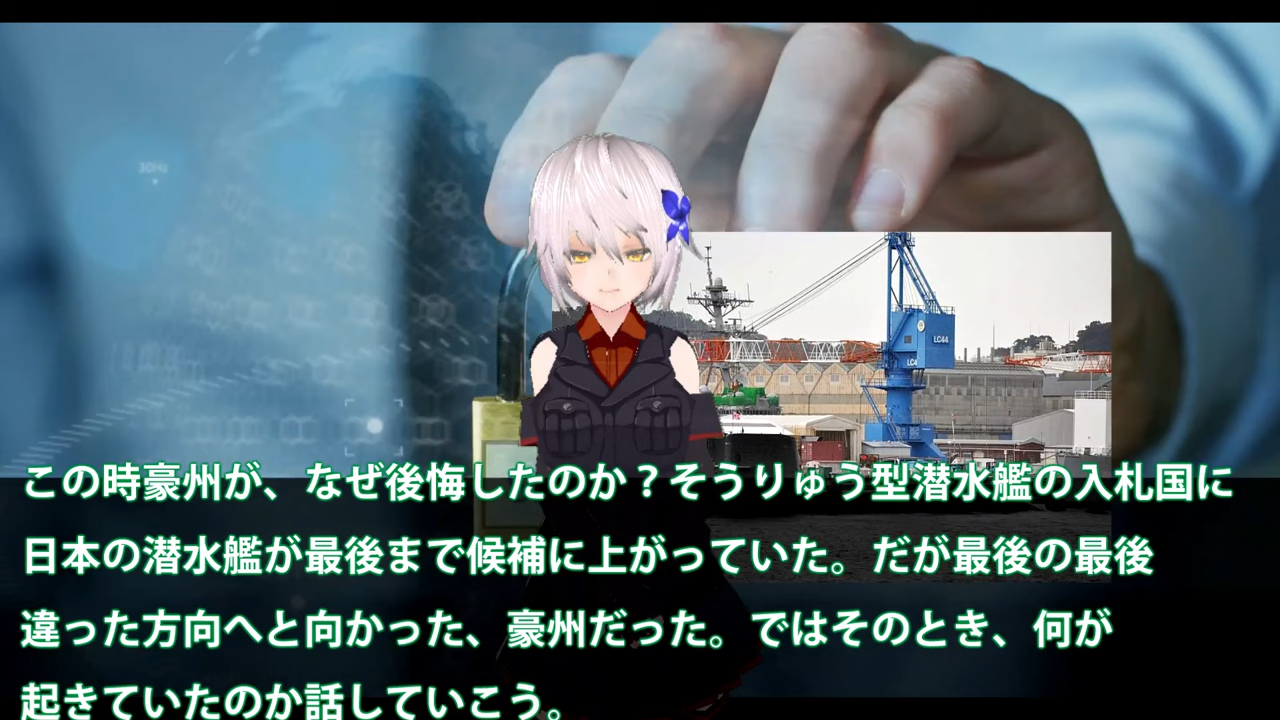 30Hz
LC44
LC4
この時豪州が、なぜ後悔したのか？そうりゅう型潜水艦の入札国に
日本の潜水艦が最後まで候補に上がっていた。だが最後の最後
違った方向へと向かった、豪州だった。ではそのとき、何が
起きていたのか話していこう。